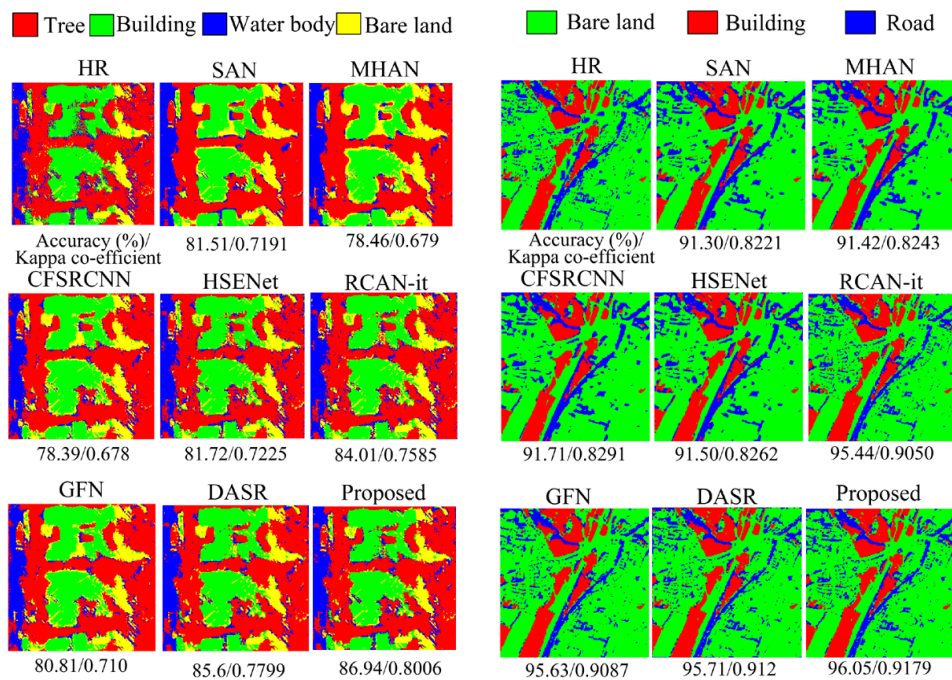 Tree Building Water body Bare land
HR SAN MHAN
Accuracy (%)/
Kappa co-efficient
81.51/0.7191 78.46/0.679
CFSRCNN HSENet RCAN-it
78.39/0.678 81.72/0.7225 84.01/0.7585
GFN DASR Proposed
80.81/0.710 85.6/0.7799 86.94/0.8006
Bare land Building Road
HR SAN MHAN
Accuracy (%)/
Kappa co-efficient
91.30/0.8221 91.42/0.8243
CFSRCNN HSENet RCAN-it
91.71/0.8291 91.50/0.8262 95.44/0.9050
GFN DASR Proposed
95.63/0.9087 95.71/0.912 96.05/0.9179